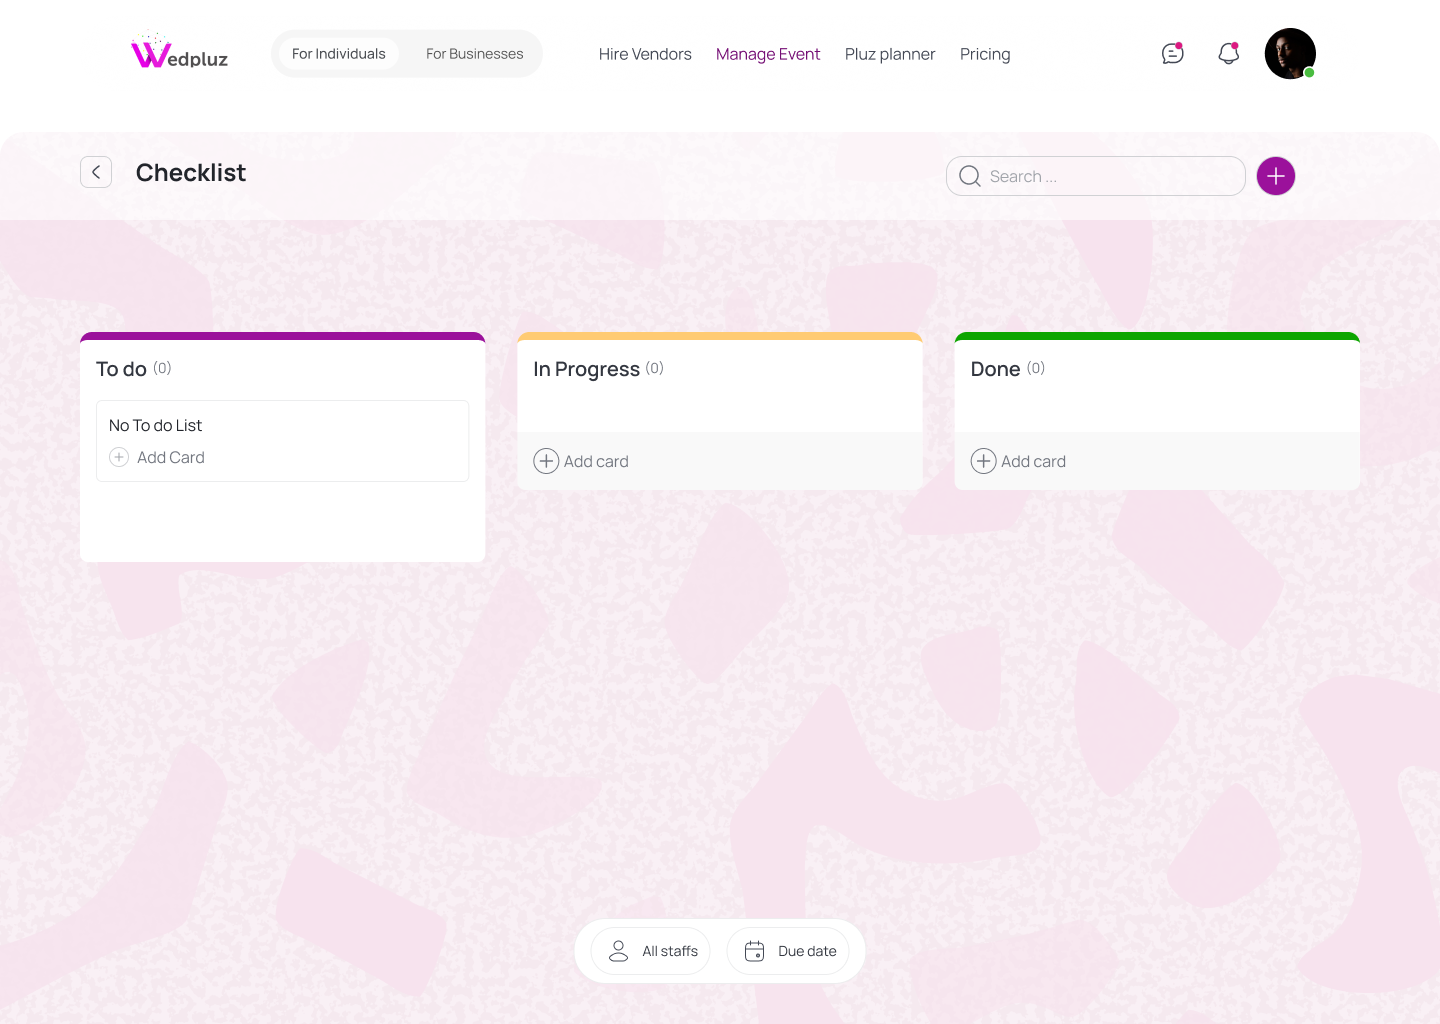 Wedpluz
For Individuals
For Businesses
Hire Vendors
Manage Event
Pluz planner
Pricing
Checklist
Search ...
To do (0)
No To do List
Add Card
In Progress (0)
Add card
Done (0)
Add card
All staffs
Due date